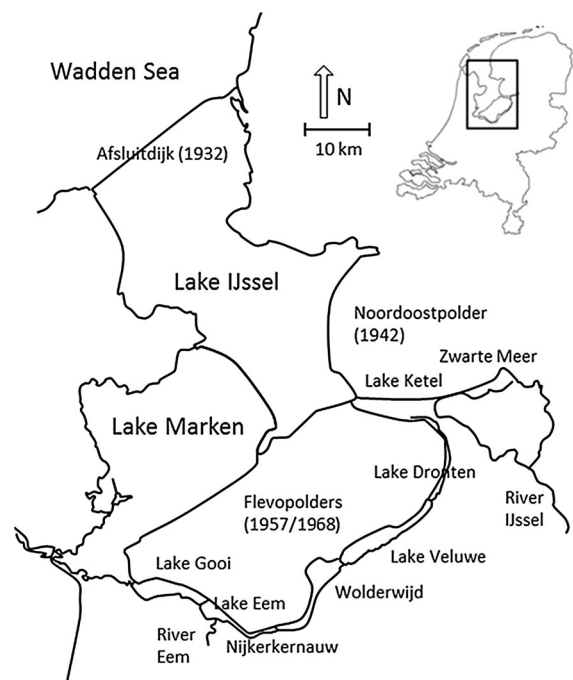 Wadden Sea
N
10 km
Afsluitdijk (1932)
Lake IJssel
Noordoostpolder
(1942)
Zwarte Meer
Lake Ketel
Lake Marken
Lake Dronten
Flevopolders
(1957/1968)
River
IJssel
Lake Veluwe
Lake Gooi
Wolderwijd
Lake Eem
River
Eem
Nijkerkernauw